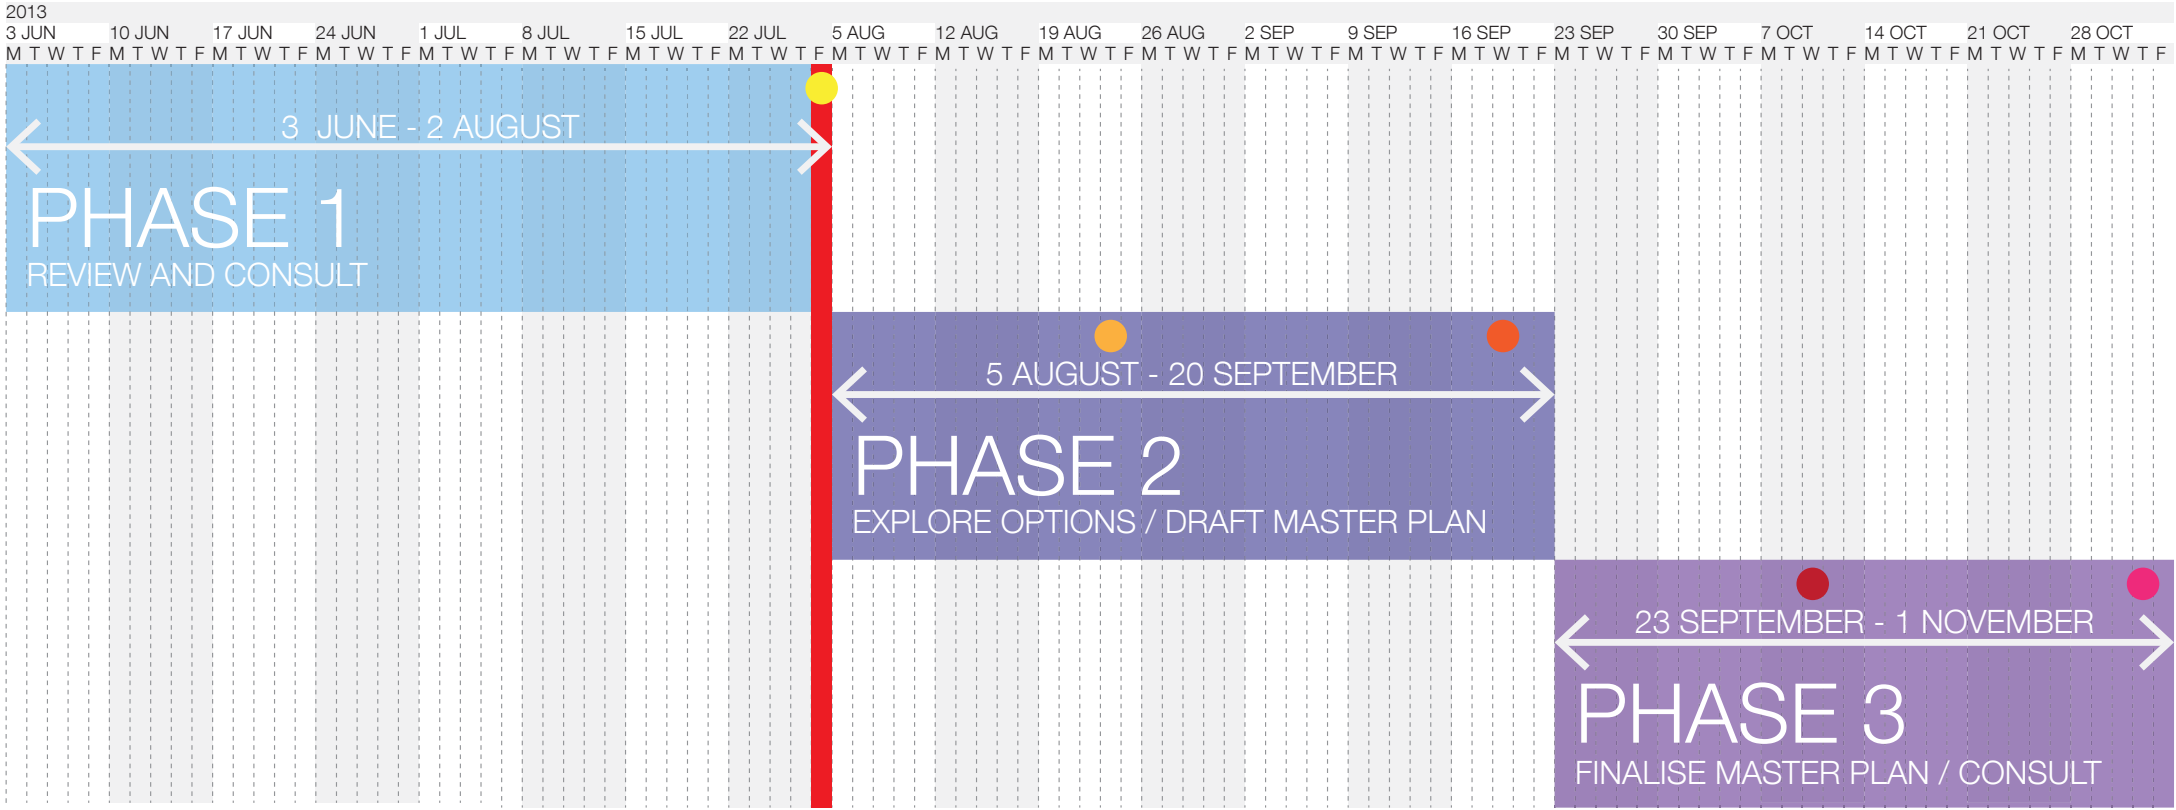 2013
3 JUN 10 JUN 17 JUN 24 JUN 1 JUL 8 JUL 15 JUL 22 JUL 5 AUG 12 AUG 19 AUG 26 AUG 2 SEP 9 SEP 16 SEP 23 SEP 30 SEP 7 OCT 14 OCT 21 OCT 28 OCT
M T W T F M T W T F M T W T F M T W T F M T W T F M T W T F M T W T F M T W T F M T W T F M T W T F M T W T F M T W T F M T W T F M T W T F M T W T F M T W T F M T W T F M T W T F M T W T F M T W T F M T W T F
3 JUNE - 2 AUGUST
PHASE 1
REVIEW AND CONSULT
5 AUGUST - 20 SEPTEMBER
PHASE 2
EXPLORE OPTIONS / DRAFT MASTER PLAN
23 SEPTEMBER - 1 NOVEMBER
PHASE 3
FINALISE MASTER PLAN / CONSULT